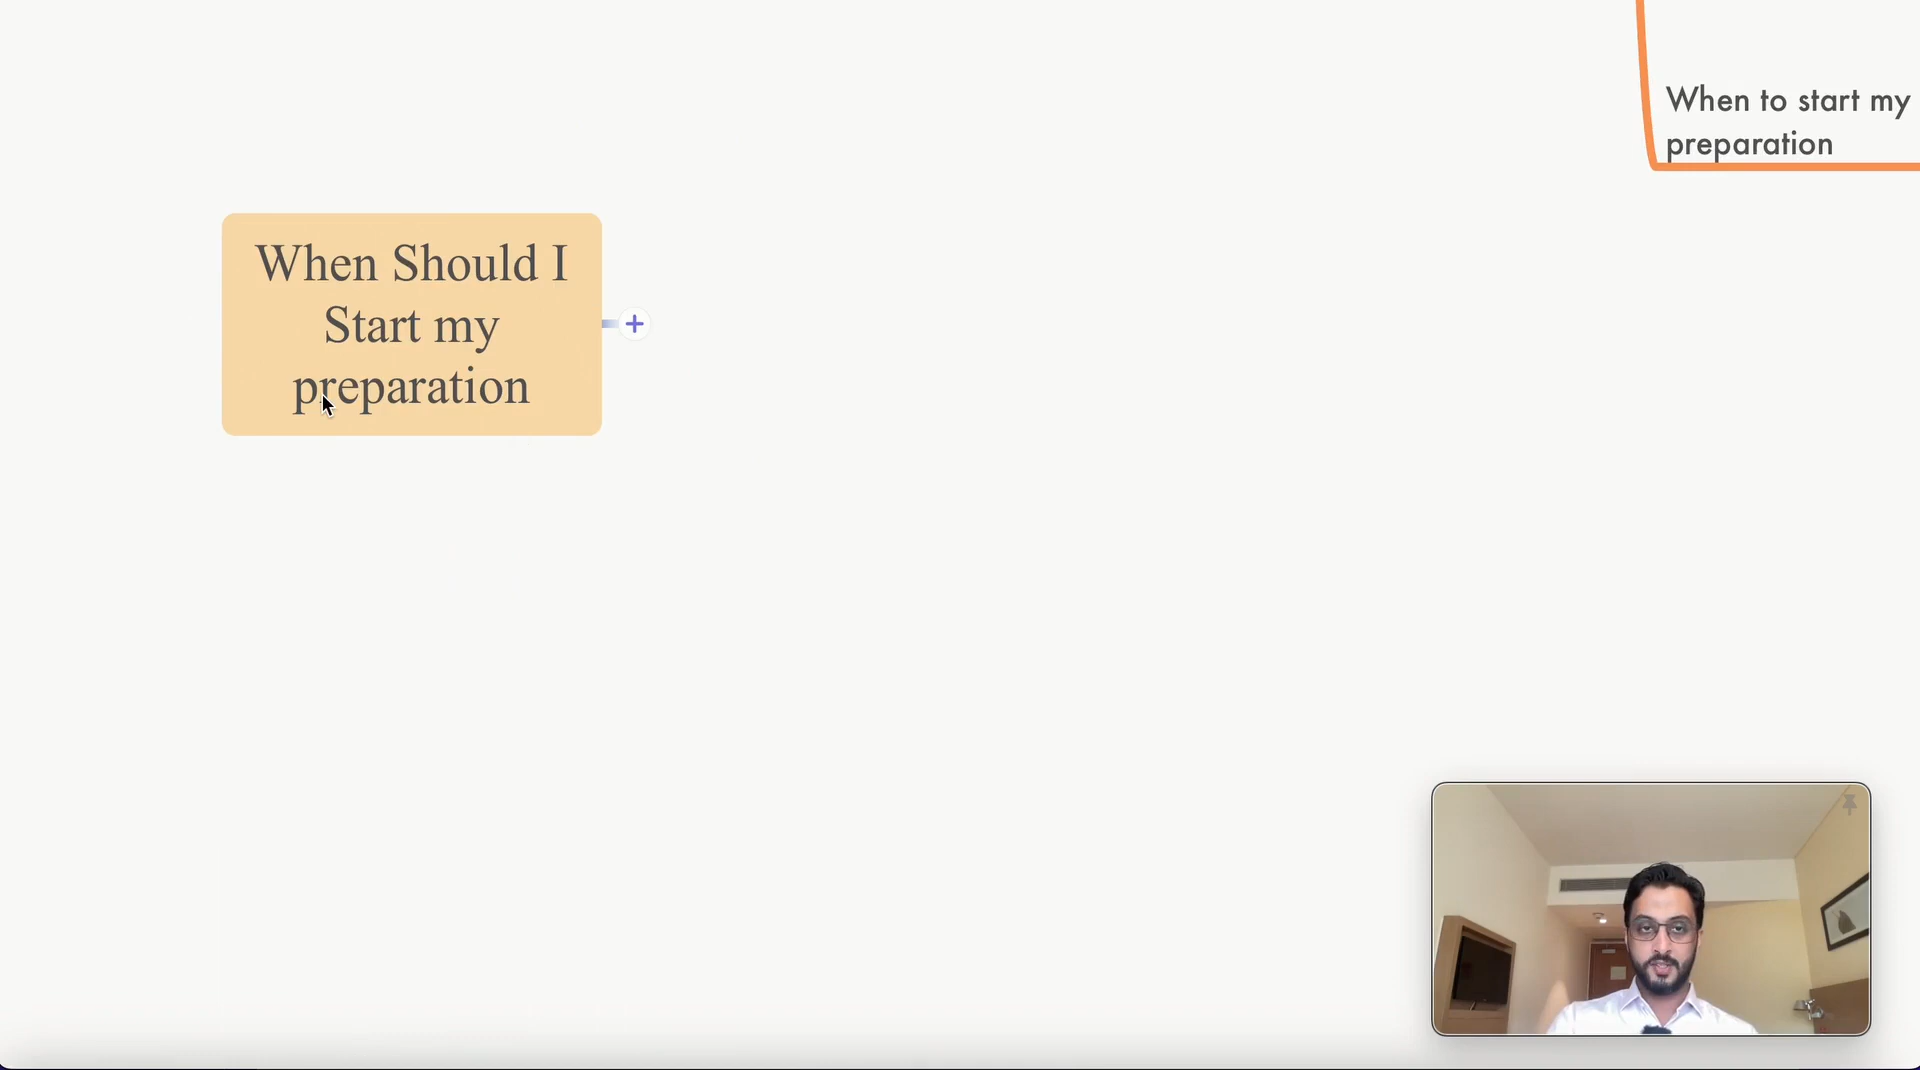 When to start my
preparation
When Should I
Start my
preparation